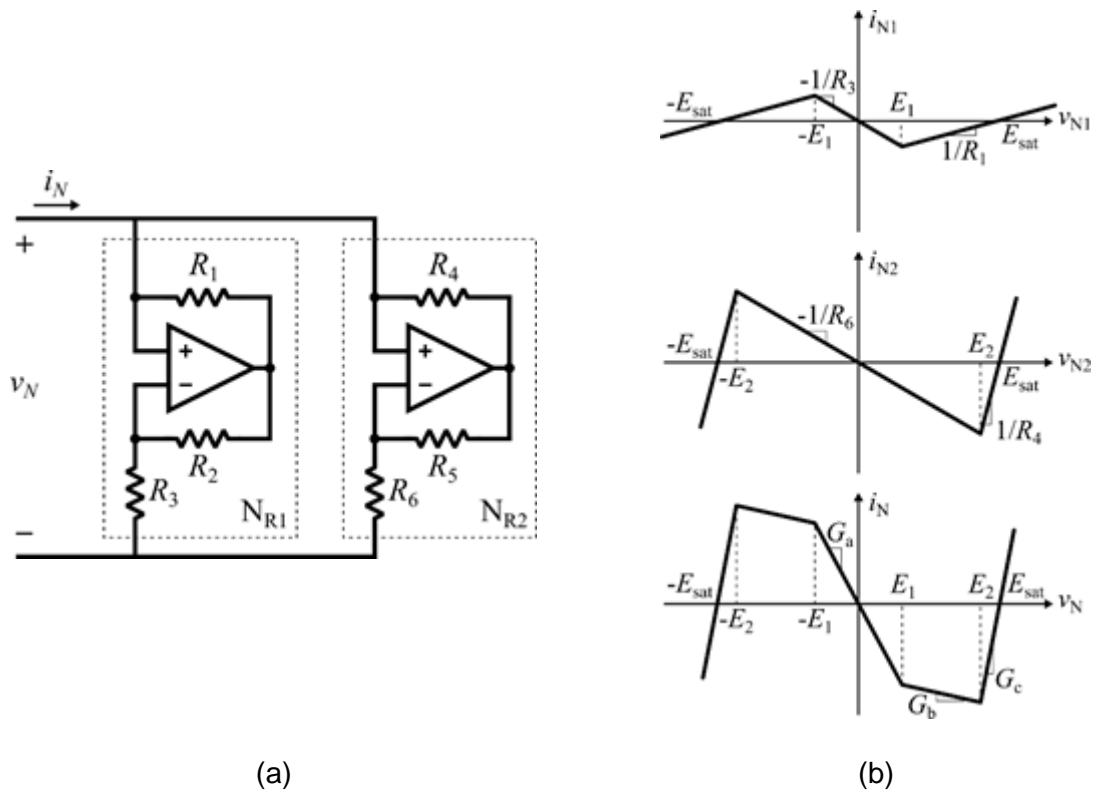 i_N
+
v_N
−
R_1
+
−
R_2
R_3
N_R1
R_4
+
−
R_5
R_6
N_R2
(a)
i_N1
-1/R_3
-E_sat
E_1
v_N1
-E_1
1/R_1
E_sat
i_N2
-1/R_6
-E_sat
E_2
v_N2
-E_2
E_sat
1/R_4
i_N
G_a
-E_sat
E_1
E_2
E_sat
v_N
-E_2
-E_1
G_b
G_c
(b)